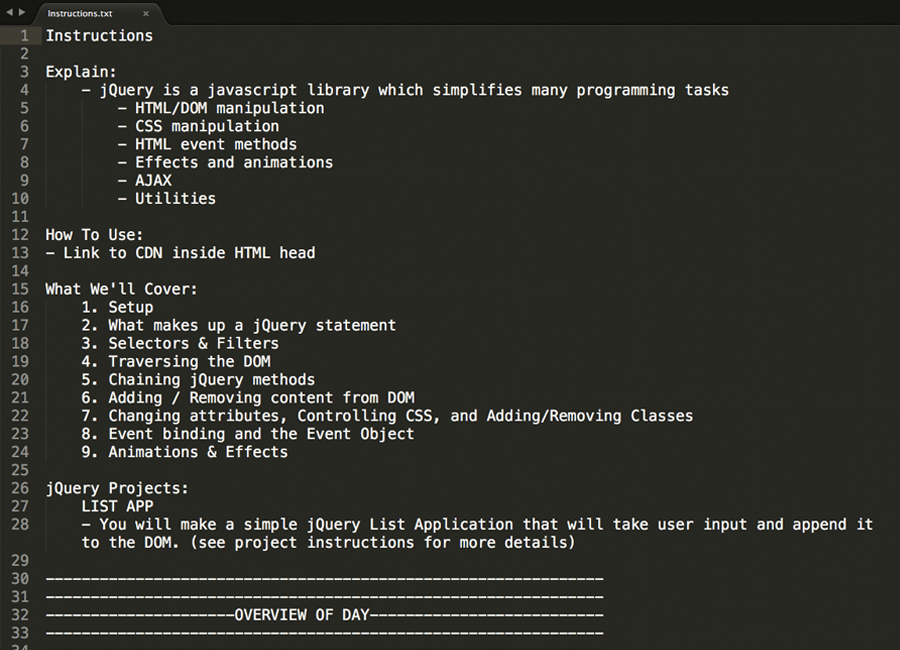 Instructions.txt ×
1 Instructions
2
3 Explain:
4 - jQuery is a javascript library which simplifies many programming tasks
5 - HTML/DOM manipulation
6 - CSS manipulation
7 - HTML event methods
8 - Effects and animations
9 - AJAX
10 - Utilities
11
12 How To Use:
13 - Link to CDN inside HTML head
14
15 What We'll Cover:
16 1. Setup
17 2. What makes up a jQuery statement
18 3. Selectors & Filters
19 4. Traversing the DOM
20 5. Chaining jQuery methods
21 6. Adding / Removing content from DOM
22 7. Changing attributes, Controlling CSS, and Adding/Removing Classes
23 8. Event binding and the Event Object
24 9. Animations & Effects
25
26 jQuery Projects:
27 LIST APP
28 - You will make a simple jQuery List Application that will take user input and append it
to the DOM. (see project instructions for more details)
29
30 --------------------------------------------------------------
31 --------------------------------------------------------------
32 ---------------------OVERVIEW OF DAY--------------------------
33 --------------------------------------------------------------
34